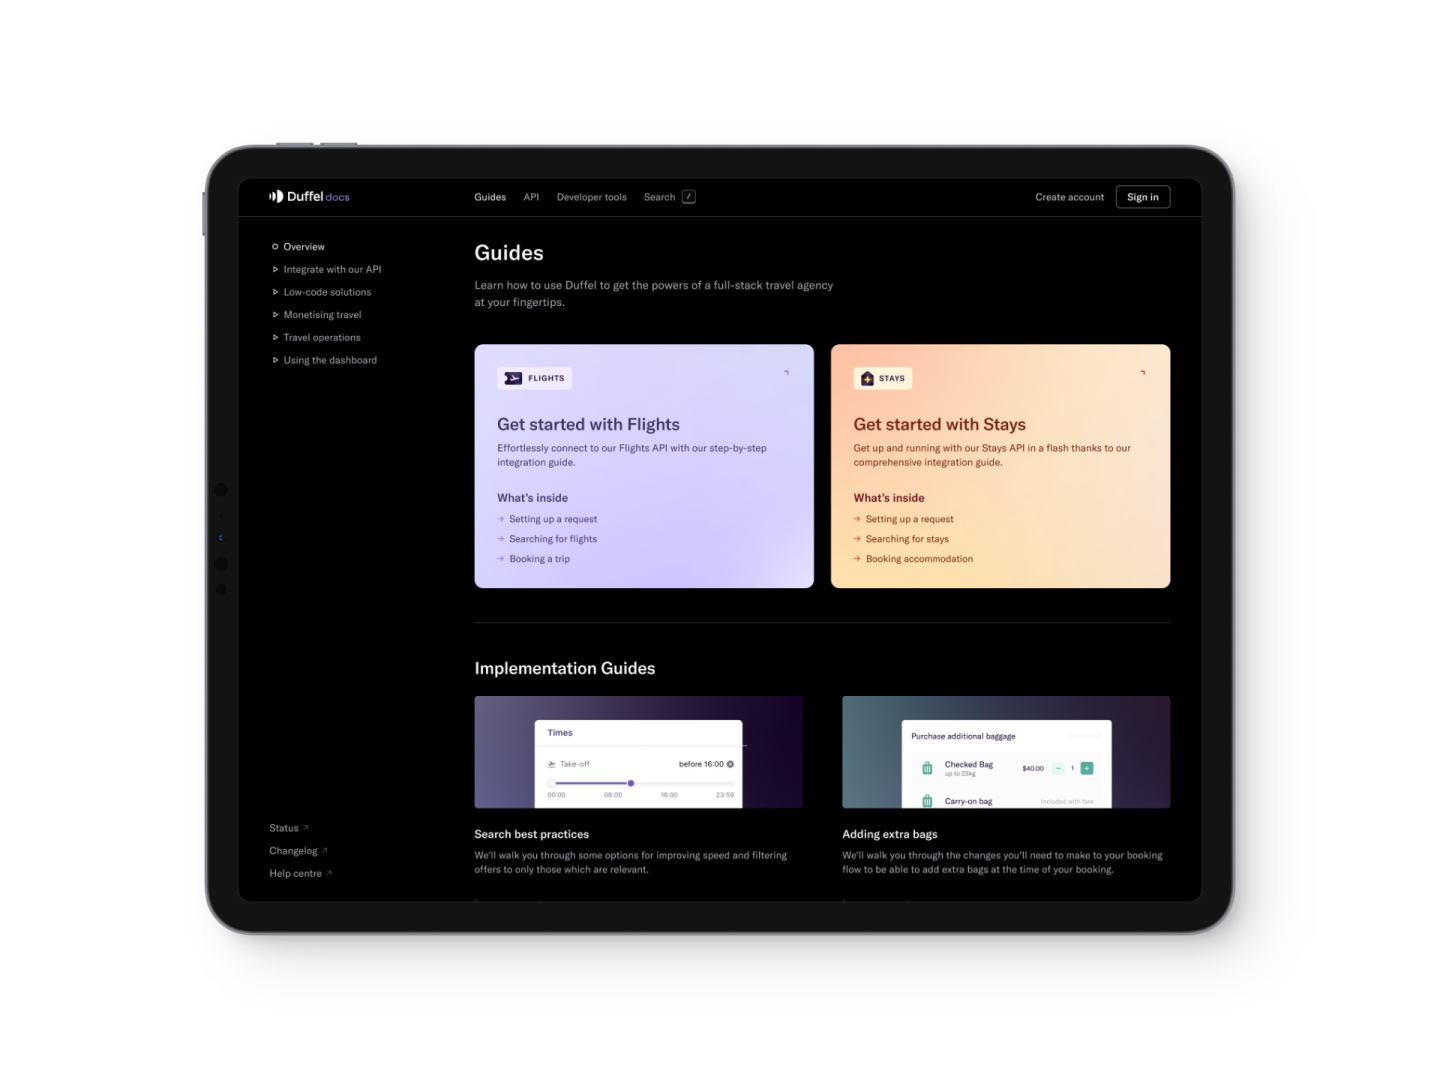 Duffel docs
Guides
API
Developer tools
Search /
Create account
Sign in
Overview
Integrate with our API
Low-code solutions
Monetising travel
Travel operations
Using the dashboard
Status
Changelog
Help centre
Guides
Learn how to use Duffel to get the powers of a full-stack travel agency
at your fingertips.
FLIGHTS
Get started with Flights
Effortlessly connect to our Flights API with our step-by-step
integration guide.
What's inside
→ Setting up a request
→ Searching for flights
→ Booking a trip
STAYS
Get started with Stays
Get up and running with our Stays API in a flash thanks to our
comprehensive integration guide.
What's inside
→ Setting up a request
→ Searching for stays
→ Booking accommodation
Implementation Guides
Times
Take-off before 16:00
00:00 08:00 16:00 23:59
Search best practices
We'll walk you through some options for improving speed and filtering
offers to only those which are relevant.
Purchase additional baggage
Checked Bag $40.00 − 1 +
up to 23kg
Carry-on bag Included with fare
Adding extra bags
We'll walk you through the changes you'll need to make to your booking
flow to be able to add extra bags at the time of your booking.